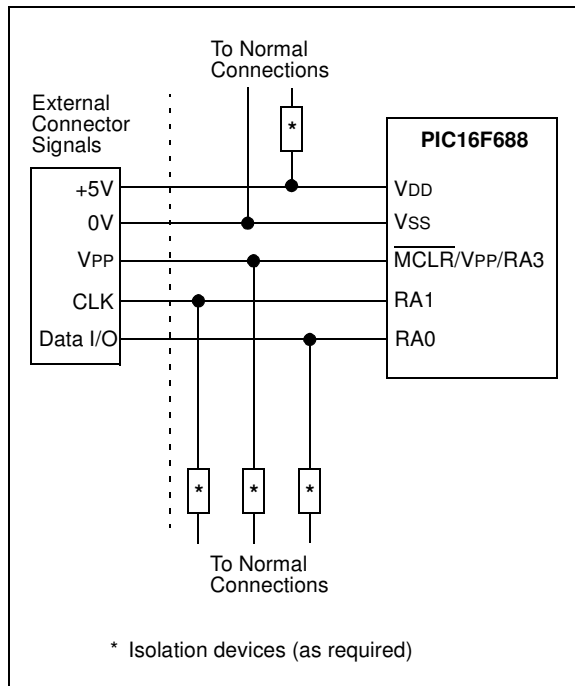 To Normal
Connections
External
Connector
Signals
*
PIC16F688
+5V
VDD
0V
VSS
VPP
MCLR/VPP/RA3
CLK
RA1
Data I/O
RA0
* * *
To Normal
Connections
* Isolation devices (as required)